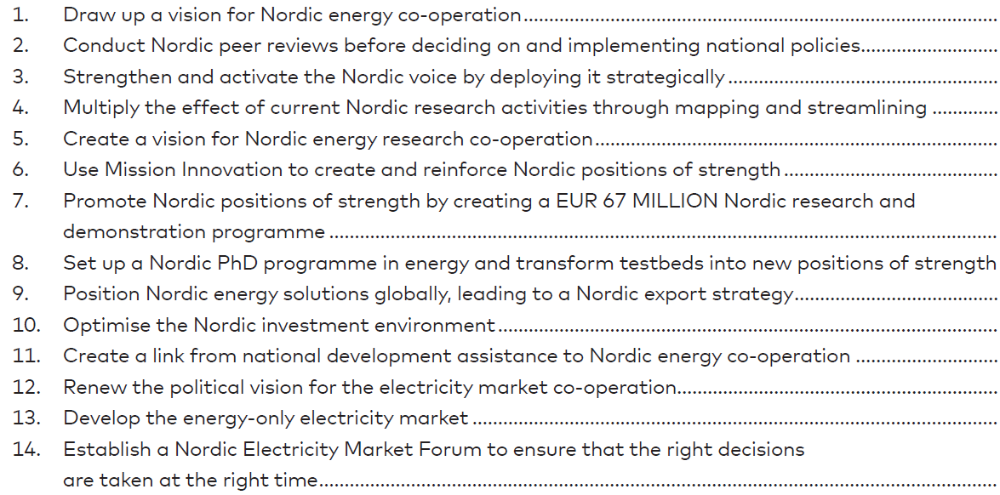 1. Draw up a vision for Nordic energy co-operation................................................................................
2. Conduct Nordic peer reviews before deciding on and implementing national policies......................
3. Strengthen and activate the Nordic voice by deploying it strategically..............................................
4. Multiply the effect of current Nordic research activities through mapping and streamlining.............
5. Create a vision for Nordic energy research co-operation....................................................................
6. Use Mission Innovation to create and reinforce Nordic positions of strength....................................
7. Promote Nordic positions of strength by creating a EUR 67 MILLION Nordic research and
demonstration programme..................................................................................................................
8. Set up a Nordic PhD programme in energy and transform testbeds into new positions of strength
9. Position Nordic energy solutions globally, leading to a Nordic export strategy..................................
10. Optimise the Nordic investment environment.....................................................................................
11. Create a link from national development assistance to Nordic energy co-operation........................
12. Renew the political vision for the electricity market co-operation.....................................................
13. Develop the energy-only electricity market........................................................................................
14. Establish a Nordic Electricity Market Forum to ensure that the right decisions
are taken at the right time....................................................................................................................